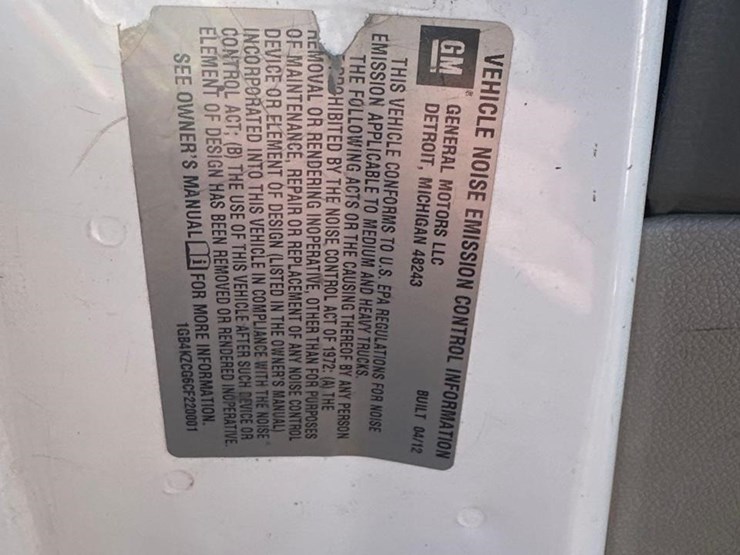 VEHICLE NOISE EMISSION CONTROL INFORMATION
GM
GENERAL MOTORS LLC
DETROIT, MICHIGAN 48243
BUILT 04/12
THIS VEHICLE CONFORMS TO U.S. EPA REGULATIONS FOR NOISE
EMISSION APPLICABLE TO MEDIUM AND HEAVY TRUCKS.
THE FOLLOWING ACTS OR THE CAUSING THEREOF BY ANY PERSON
HIBITED BY THE NOISE CONTROL ACT OF 1972: (A) THE
MOVAL OR RENDERING INOPERATIVE, OTHER THAN FOR PURPOSES
OF MAINTENANCE, REPAIR OR REPLACEMENT OF ANY NOISE CONTROL
DEVICE OR ELEMENT OF DESIGN (LISTED IN THE OWNER'S MANUAL)
INCORPORATED INTO THIS VEHICLE IN COMPLIANCE WITH THE NOISE
CONTROL ACT; (B) THE USE OF THIS VEHICLE AFTER SUCH DEVICE OR
ELEMENT OF DESIGN HAS BEEN REMOVED OR RENDERED INOPERATIVE.
SEE OWNER'S MANUAL i FOR MORE INFORMATION.
1GB4KZCG6CF220001